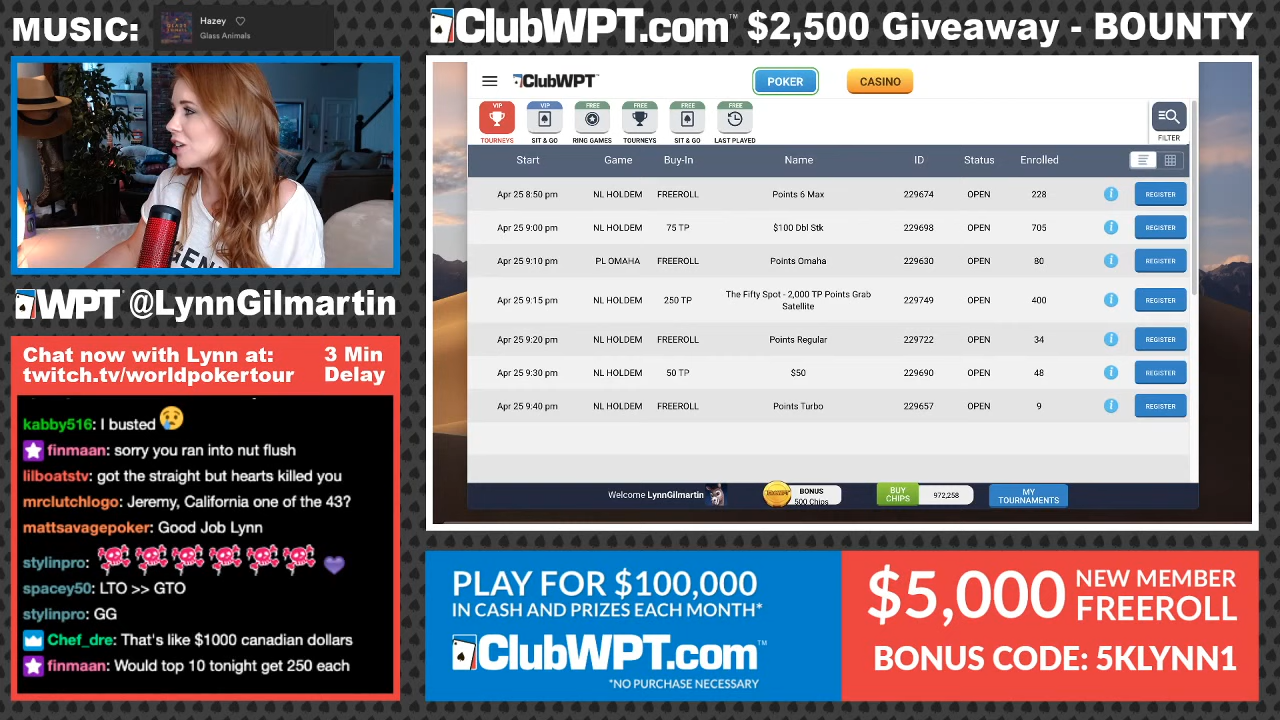 MUSIC:
Hazey
Glass Animals
ClubWPT.com™ $2,500 Giveaway - BOUNTY
WPT @LynnGilmartin
Chat now with Lynn at:
twitch.tv/worldpokertour
3 Min
Delay
kabby516: I busted
finmaan: sorry you ran into nut flush
lilboatstv: got the straight but hearts killed you
mrclutchlogo: Jeremy, California one of the 43?
mattsavagepoker: Good Job Lynn
stylinpro:
spacey50: LTO >> GTO
stylinpro: GG
Chef_dre: That's like $1000 canadian dollars
finmaan: Would top 10 tonight get 250 each
ClubWPT
POKER
CASINO
VIP VIP FREE FREE FREE FREE
TOURNEYS SIT & GO RING GAMES TOURNEYS SIT & GO LAST PLAYED
FILTER
Start Game Buy-In Name ID Status Enrolled
Apr 25 8:50 pm NL HOLDEM FREEROLL Points 6 Max 229674 OPEN 228 i REGISTER
Apr 25 9:00 pm NL HOLDEM 75 TP $100 Dbl Stk 229698 OPEN 705 i REGISTER
Apr 25 9:10 pm PL OMAHA FREEROLL Points Omaha 229630 OPEN 80 i REGISTER
Apr 25 9:15 pm NL HOLDEM 250 TP The Fifty Spot - 2,000 TP Points Grab 229749 OPEN 400 i REGISTER
Satellite
Apr 25 9:20 pm NL HOLDEM FREEROLL Points Regular 229722 OPEN 34 i REGISTER
Apr 25 9:30 pm NL HOLDEM 50 TP $50 229690 OPEN 48 i REGISTER
Apr 25 9:40 pm NL HOLDEM FREEROLL Points Turbo 229657 OPEN 9 i REGISTER
Welcome LynnGilmartin
BONUS
500 Chips
BUY
CHIPS
972,258
MY
TOURNAMENTS
PLAY FOR $100,000
IN CASH AND PRIZES EACH MONTH*
ClubWPT.com™
*NO PURCHASE NECESSARY
$5,000 NEW MEMBER
FREEROLL
BONUS CODE: 5KLYNN1